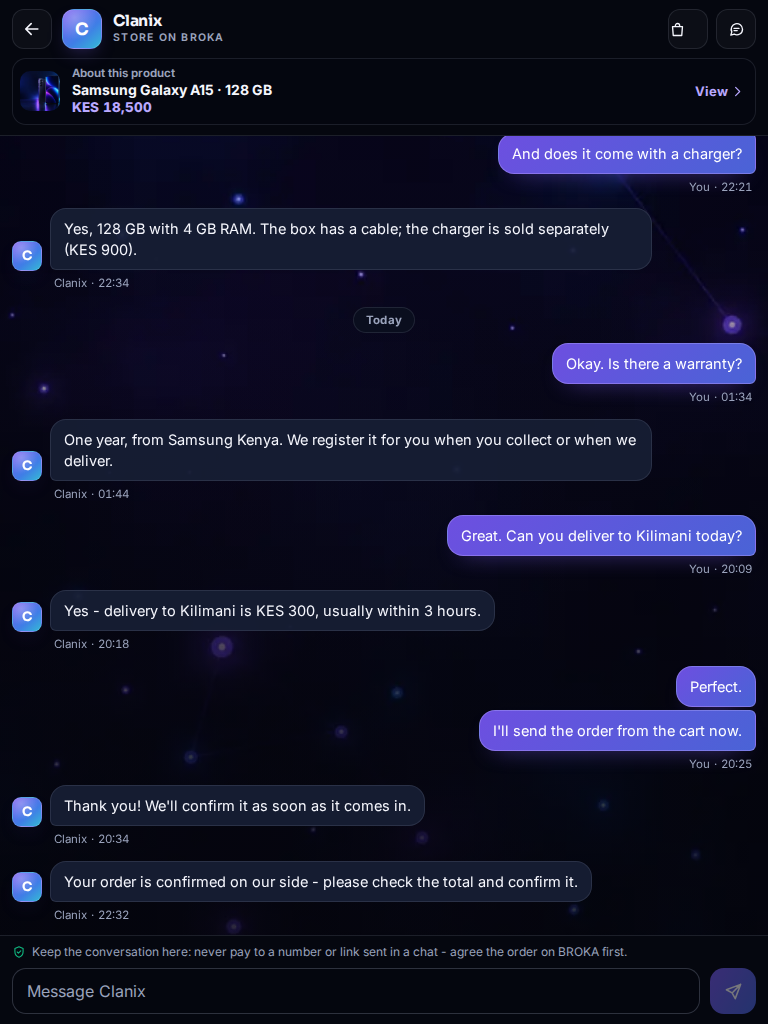 C
Clanix
STORE ON BROKA
About this product
Samsung Galaxy A15 · 128 GB
KES 18,500
View
And does it come with a charger?
You · 22:21
Yes, 128 GB with 4 GB RAM. The box has a cable; the charger is sold separately
(KES 900).
C
Clanix · 22:34
Today
Okay. Is there a warranty?
You · 01:34
One year, from Samsung Kenya. We register it for you when you collect or when we
deliver.
C
Clanix · 01:44
Great. Can you deliver to Kilimani today?
You · 20:09
Yes - delivery to Kilimani is KES 300, usually within 3 hours.
C
Clanix · 20:18
Perfect.
I'll send the order from the cart now.
You · 20:25
Thank you! We'll confirm it as soon as it comes in.
C
Clanix · 20:34
Your order is confirmed on our side - please check the total and confirm it.
C
Clanix · 22:32
Keep the conversation here: never pay to a number or link sent in a chat - agree the order on BROKA first.
Message Clanix